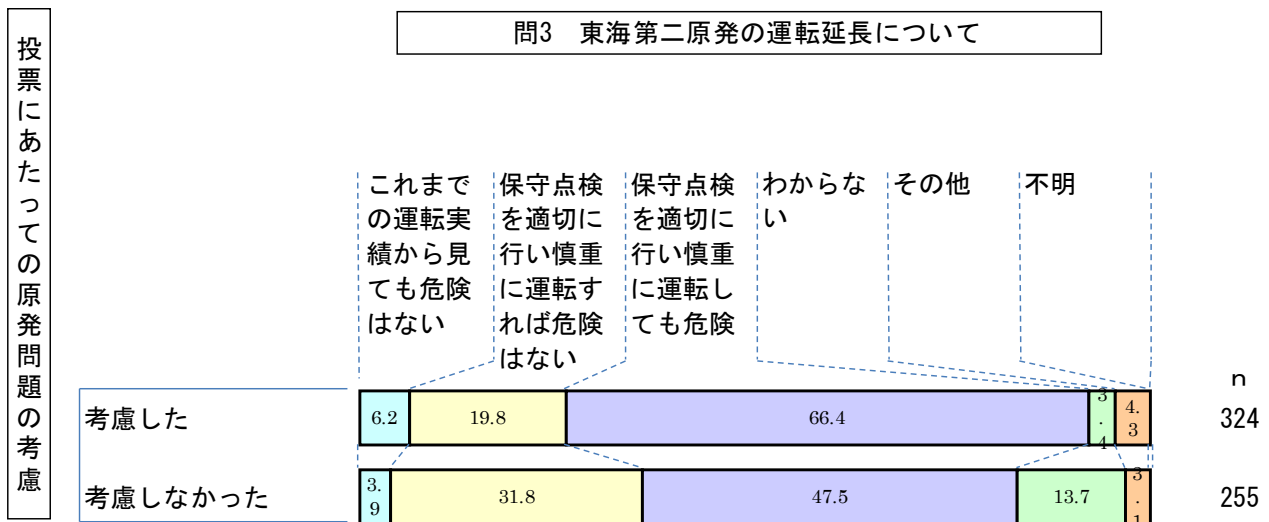 問3　東海第二原発の運転延長について
投票にあたっての原発問題の考慮
これまで
の運転実
績から見
ても危険
はない
保守点検
を適切に
行い慎重
に運転す
れば危険
はない
保守点検
を適切に
行い慎重
に運転し
ても危険
わからな
い
その他
不明
n
考慮した 6.2 19.8 66.4 3.4 4.3 324
考慮しなかった 3.9 31.8 47.5 13.7 3.1 255